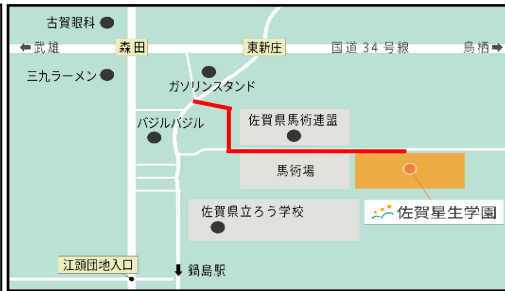 古賀眼科
⬅武雄
森田
東新庄
国道34号線
鳥栖➡
三九ラーメン
ガソリンスタンド
バジルバジル
佐賀県馬術連盟
馬術場
佐賀県立ろう学校
佐賀星生学園
江頭団地入口
⬇鍋島駅